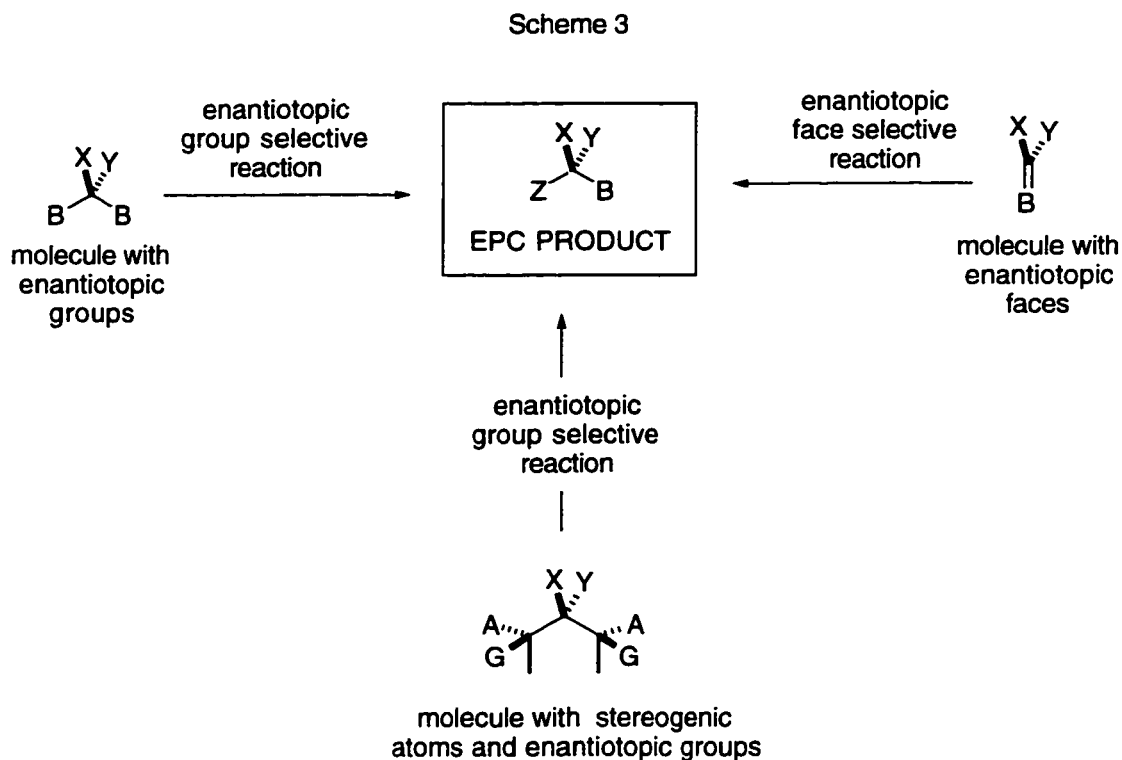 Scheme 3
enantiotopic
group selective
reaction
X Y
B B
molecule with
enantiotopic
groups
X Y
Z B
EPC PRODUCT
enantiotopic
face selective
reaction
X Y
B
molecule with
enantiotopic
faces
enantiotopic
group selective
reaction
X Y
A A
G G
molecule with stereogenic
atoms and enantiotopic groups